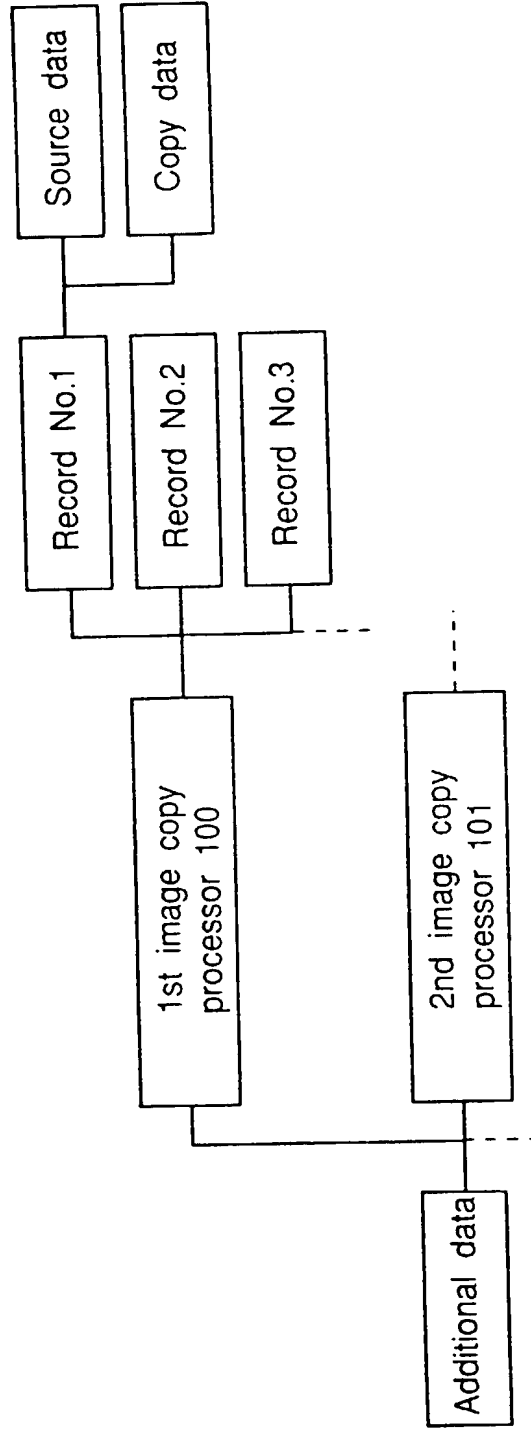 Additional data
1st image copy
processor 100
2nd image copy
processor 101
Record No.1
Record No.2
Record No.3
Source data
Copy data